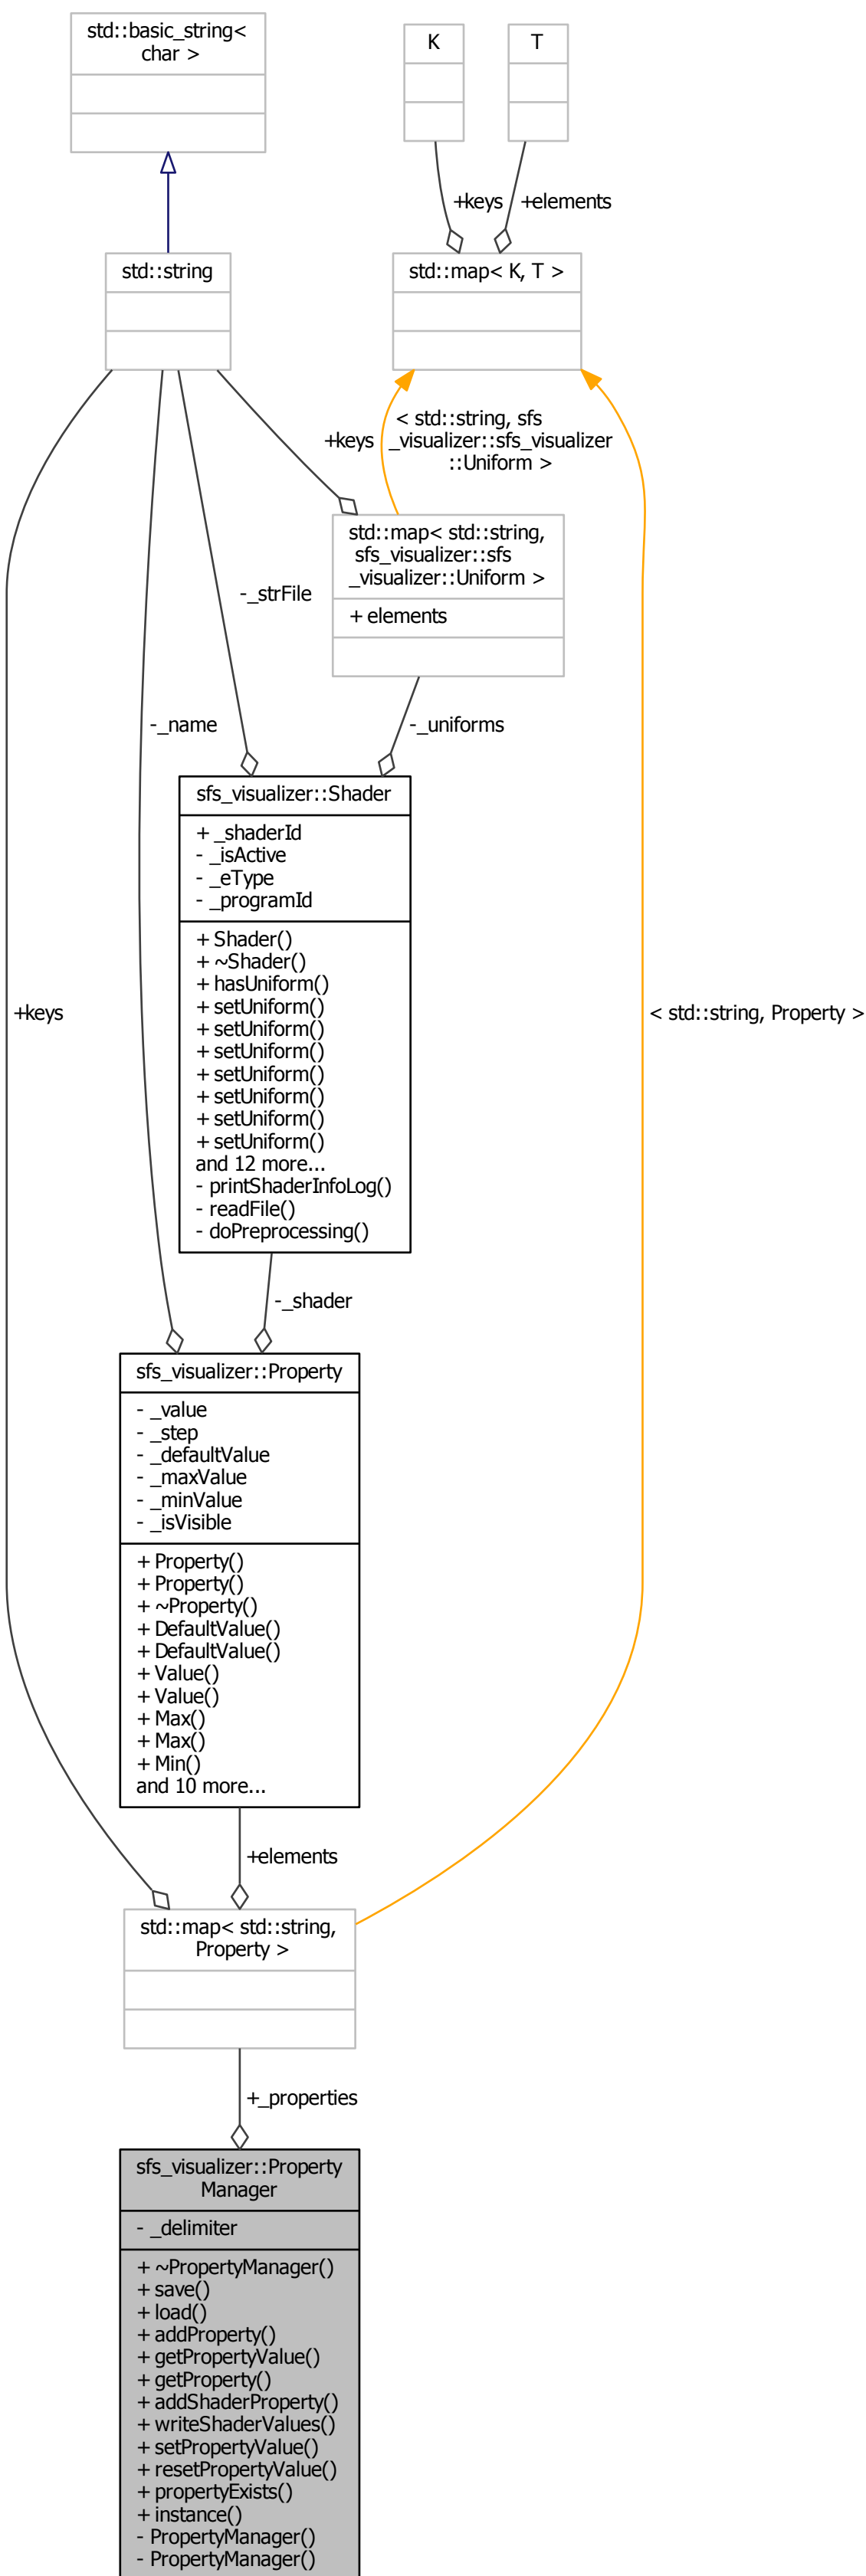 std::basic_string<
char >
K
T
+keys
+elements
std::string
std::map< K, T >
< std::string, sfs
_visualizer::sfs_visualizer
::Uniform >
+keys
std::map< std::string,
sfs_visualizer::sfs
_visualizer::Uniform >
+ elements
-_strFile
-_name
-_uniforms
sfs_visualizer::Shader
+ _shaderId
- _isActive
- _eType
- _programId
+ Shader()
+ ~Shader()
+ hasUniform()
+ setUniform()
+ setUniform()
+ setUniform()
+ setUniform()
+ setUniform()
+ setUniform()
+ setUniform()
and 12 more...
- printShaderInfoLog()
- readFile()
- doPreprocessing()
+keys
< std::string, Property >
-_shader
sfs_visualizer::Property
- _value
- _step
- _defaultValue
- _maxValue
- _minValue
- _isVisible
+ Property()
+ Property()
+ ~Property()
+ DefaultValue()
+ DefaultValue()
+ Value()
+ Value()
+ Max()
+ Max()
+ Min()
and 10 more...
+elements
std::map< std::string,
Property >
+_properties
sfs_visualizer::Property
Manager
- _delimiter
+ ~PropertyManager()
+ save()
+ load()
+ addProperty()
+ getPropertyValue()
+ getProperty()
+ addShaderProperty()
+ writeShaderValues()
+ setPropertyValue()
+ resetPropertyValue()
+ propertyExists()
+ instance()
- PropertyManager()
- PropertyManager()